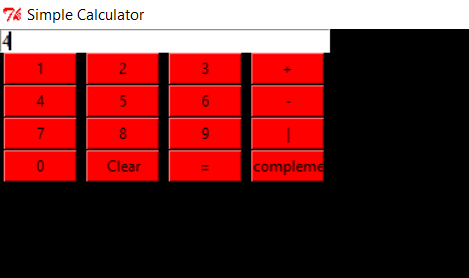 Simple Calculator
4
1 2 3 +
4 5 6 -
7 8 9 |
0 Clear = compleme